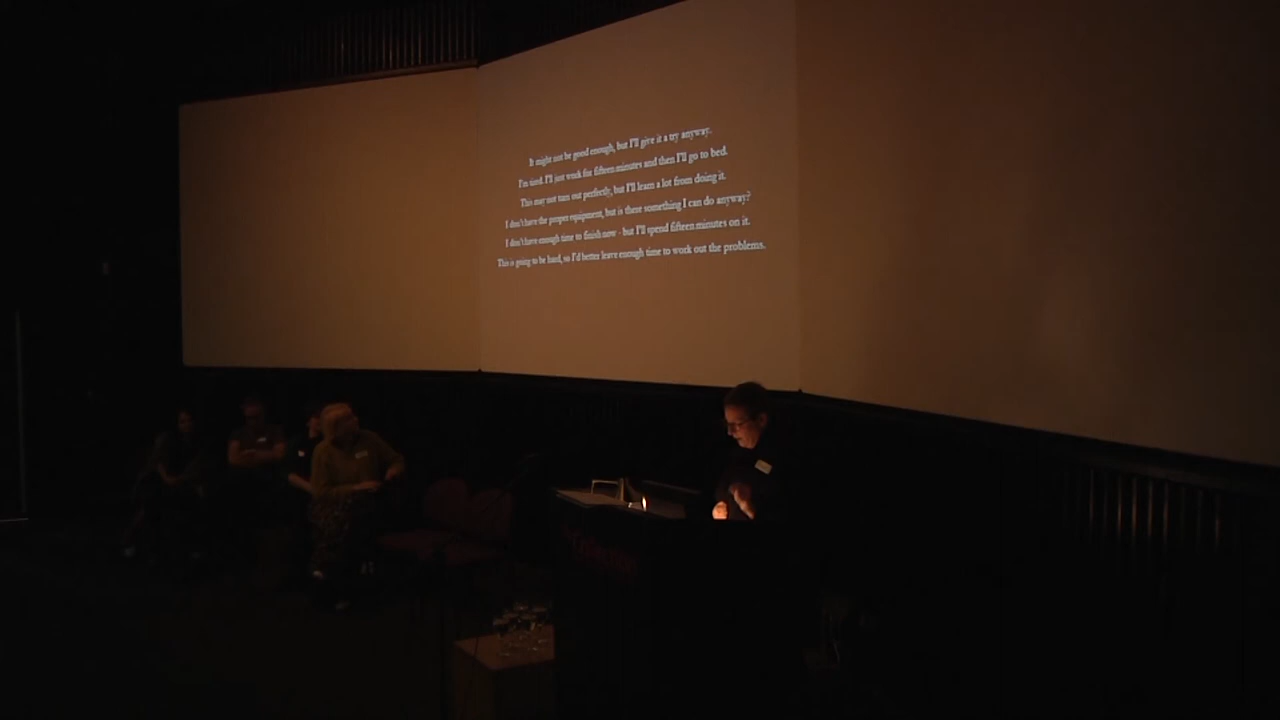 It might not be good enough, but I'll give it a try anyway.
I'm tired. I'll just work for fifteen minutes and then I'll go to bed.
This may not turn out perfectly, but I'll learn a lot from doing it.
I don't have the proper equipment, but is there something I can do anyway?
I don't have enough time to finish now - but I'll spend fifteen minutes on it.
This is going to be hard, so I'd better leave enough time to work out the problems.